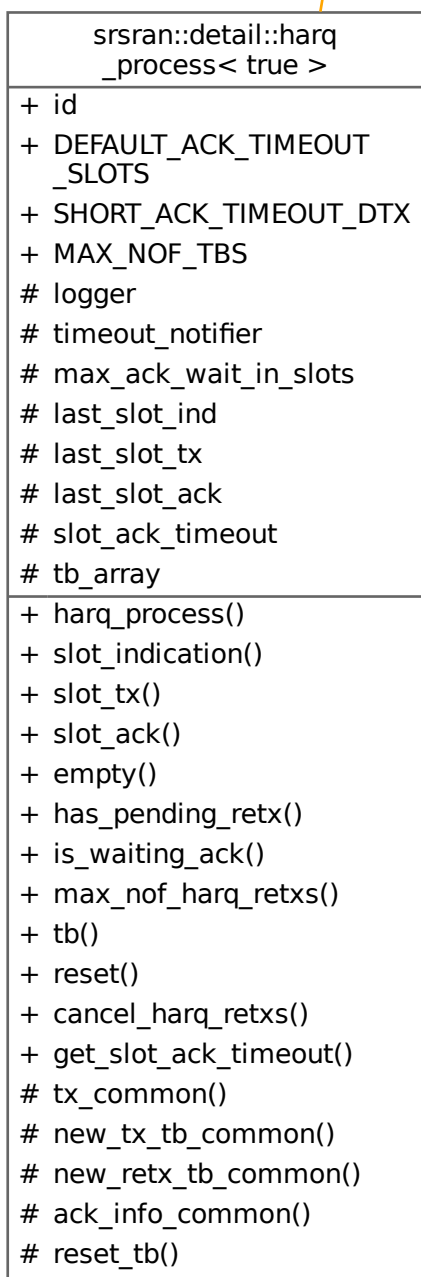 srsran::detail::harq
_process< true >
+ id
+ DEFAULT_ACK_TIMEOUT
_SLOTS
+ SHORT_ACK_TIMEOUT_DTX
+ MAX_NOF_TBS
# logger
# timeout_notifier
# max_ack_wait_in_slots
# last_slot_ind
# last_slot_tx
# last_slot_ack
# slot_ack_timeout
# tb_array
+ harq_process()
+ slot_indication()
+ slot_tx()
+ slot_ack()
+ empty()
+ has_pending_retx()
+ is_waiting_ack()
+ max_nof_harq_retxs()
+ tb()
+ reset()
+ cancel_harq_retxs()
+ get_slot_ack_timeout()
# tx_common()
# new_tx_tb_common()
# new_retx_tb_common()
# ack_info_common()
# reset_tb()